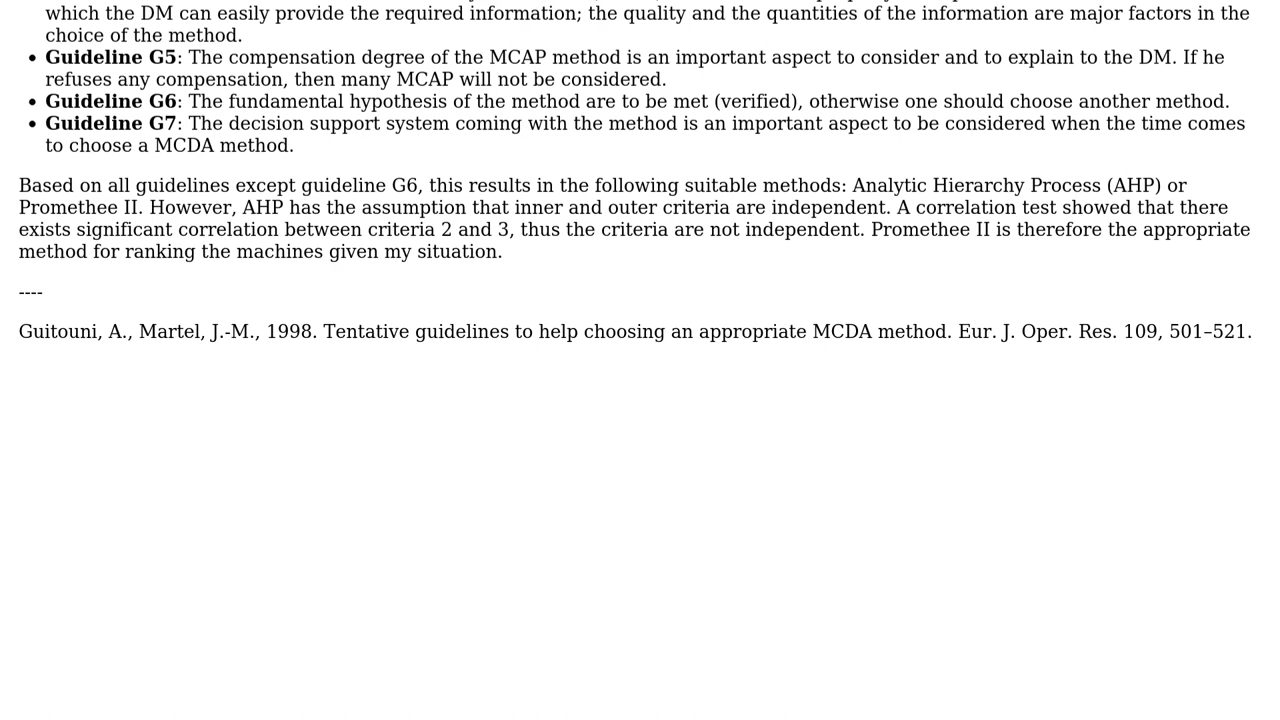 which the DM can easily provide the required information; the quality and the quantities of the information are major factors in the
choice of the method.
• Guideline G5: The compensation degree of the MCAP method is an important aspect to consider and to explain to the DM. If he
refuses any compensation, then many MCAP will not be considered.
• Guideline G6: The fundamental hypothesis of the method are to be met (verified), otherwise one should choose another method.
• Guideline G7: The decision support system coming with the method is an important aspect to be considered when the time comes
to choose a MCDA method.
Based on all guidelines except guideline G6, this results in the following suitable methods: Analytic Hierarchy Process (AHP) or
Promethee II. However, AHP has the assumption that inner and outer criteria are independent. A correlation test showed that there
exists significant correlation between criteria 2 and 3, thus the criteria are not independent. Promethee II is therefore the appropriate
method for ranking the machines given my situation.
----
Guitouni, A., Martel, J.-M., 1998. Tentative guidelines to help choosing an appropriate MCDA method. Eur. J. Oper. Res. 109, 501–521.